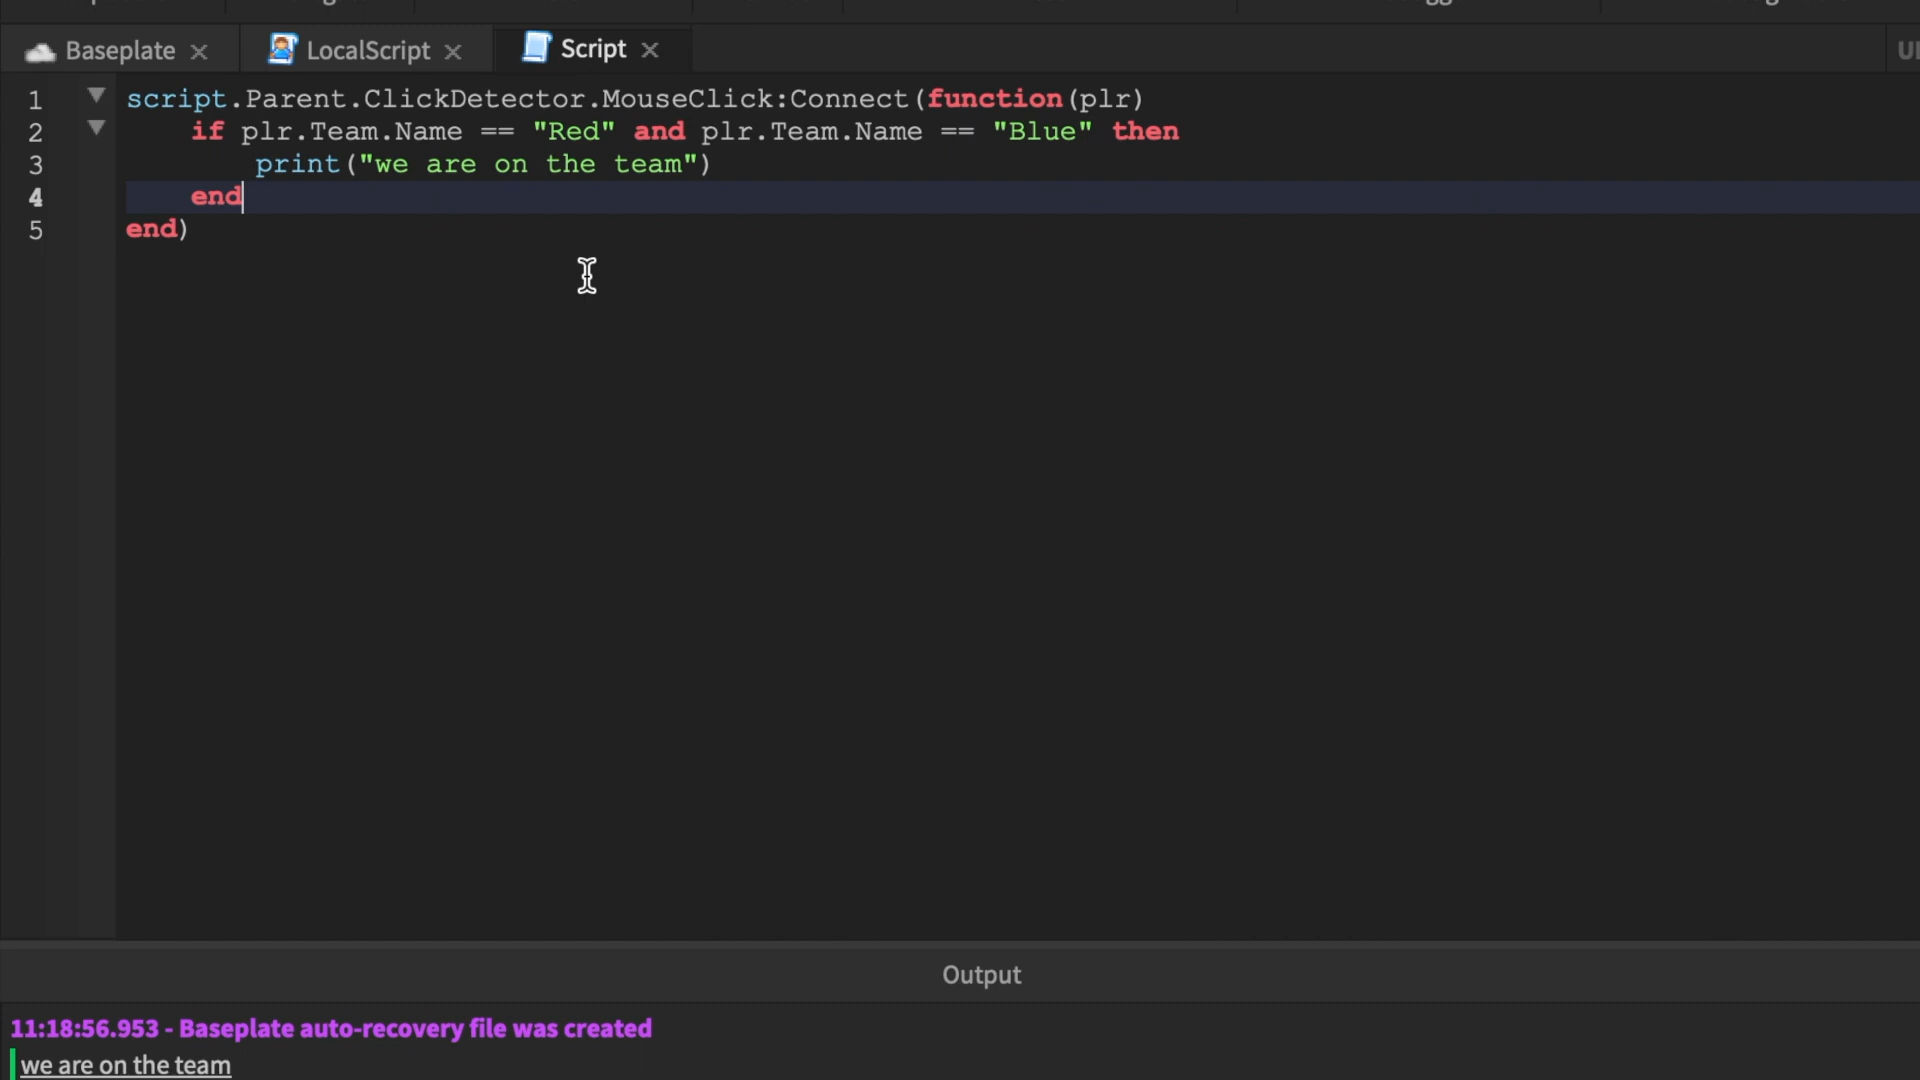 Baseplate
LocalScript
Script
1 script.Parent.ClickDetector.MouseClick:Connect(function(plr)
2 if plr.Team.Name == "Red" and plr.Team.Name == "Blue" then
3 print("we are on the team")
4 end
5 end)
Output
11:18:56.953 - Baseplate auto-recovery file was created
we are on the team